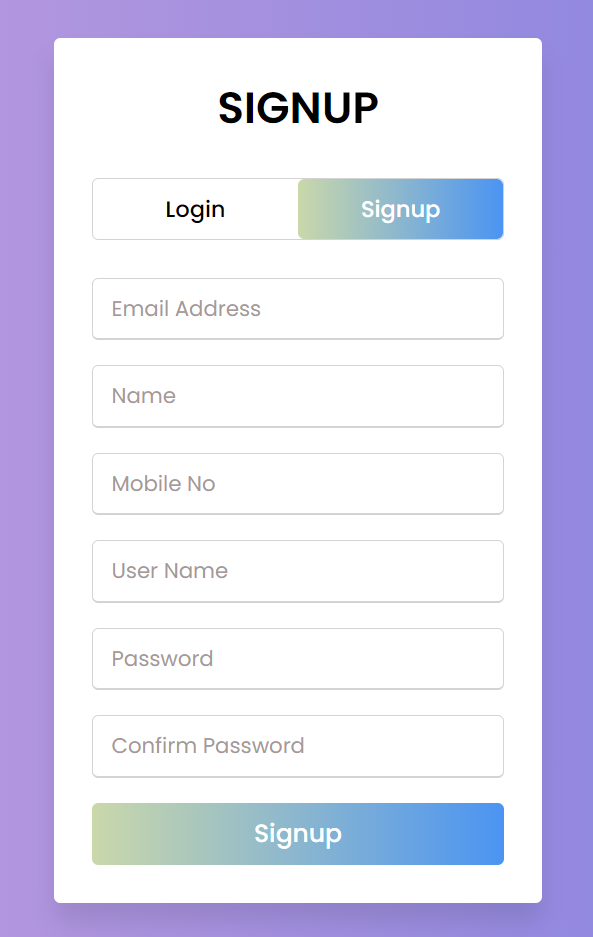 SIGNUP
Login Signup
Email Address
Name
Mobile No
User Name
Password
Confirm Password
Signup